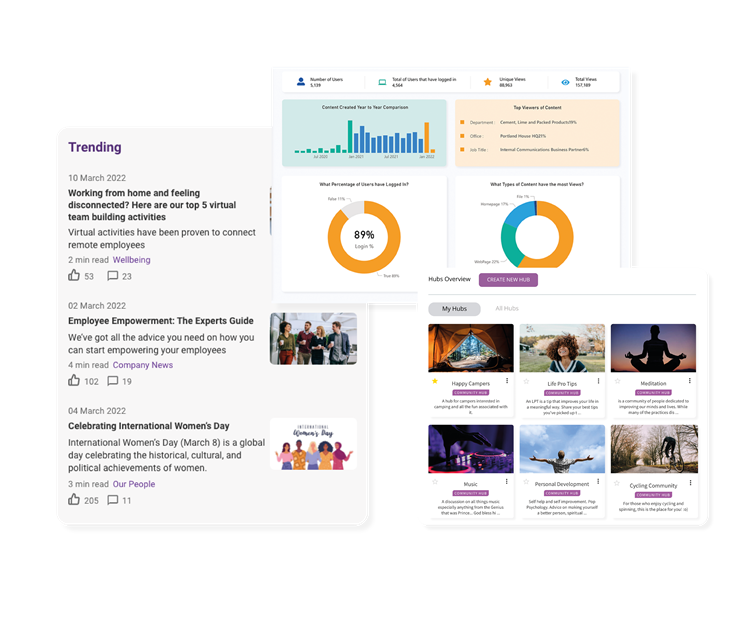 Trending
10 March 2022
Working from home and feeling
disconnected? Here are our top 5 virtual
team building activities
Virtual activities have been proven to connect
remote employees
2 min read Wellbeing
53 23
02 March 2022
Employee Empowerment: The Experts Guide
We've got all the advice you need on how you
can start empowering your employees
4 min read Company News
102 19
04 March 2022
Celebrating International Women's Day
International Women's Day (March 8) is a global
day celebrating the historical, cultural, and
political achievements of women.
3 min read Our People
205 11
INTERNATIONAL
Women's Day
Number of Users
5,139
Total of Users that have logged in
4,564
Unique Views
88,963
Total Views
157,169
Content Created Year to Year Comparison
Jul 2020 Jan 2021 Jul 2021 Jan 2022
Top Viewers of Content
Department : Cement, Lime and Packed Products19%
Office : Portland House HQ21%
Job Title : Internal Communications Business Partner6%
What Percentage of Users have Logged In?
False 11%
89%
Login %
True 89%
What Types of Content have the most Views?
File 1%
Homepage 17%
WebPage 23%
Hubs Overview CREATE NEW HUB
My Hubs All Hubs
Happy Campers
COMMUNITY HUB
A hub for campers interested in
camping and all the fun associated with
it.
Life Pro Tips
COMMUNITY HUB
An LPT is a tip that improves your life in
a meaningful way. Share your best tips
you've picked up t ...
Meditation
COMMUNITY HUB
Is a community of people dedicated to
improving our minds and lives. While
many of the practices dis ...
Music
COMMUNITY HUB
A discussion on all things music
especially anything from the Genius
that was Prince... God bless hi ...
Personal Development
COMMUNITY HUB
Self help and self improvement. Pop
Psychology. Advice on making yourself
a better person, spiritual ...
Cycling Community
COMMUNITY HUB
For those who enjoy cycling and
spinning, this is the place for you! :o)